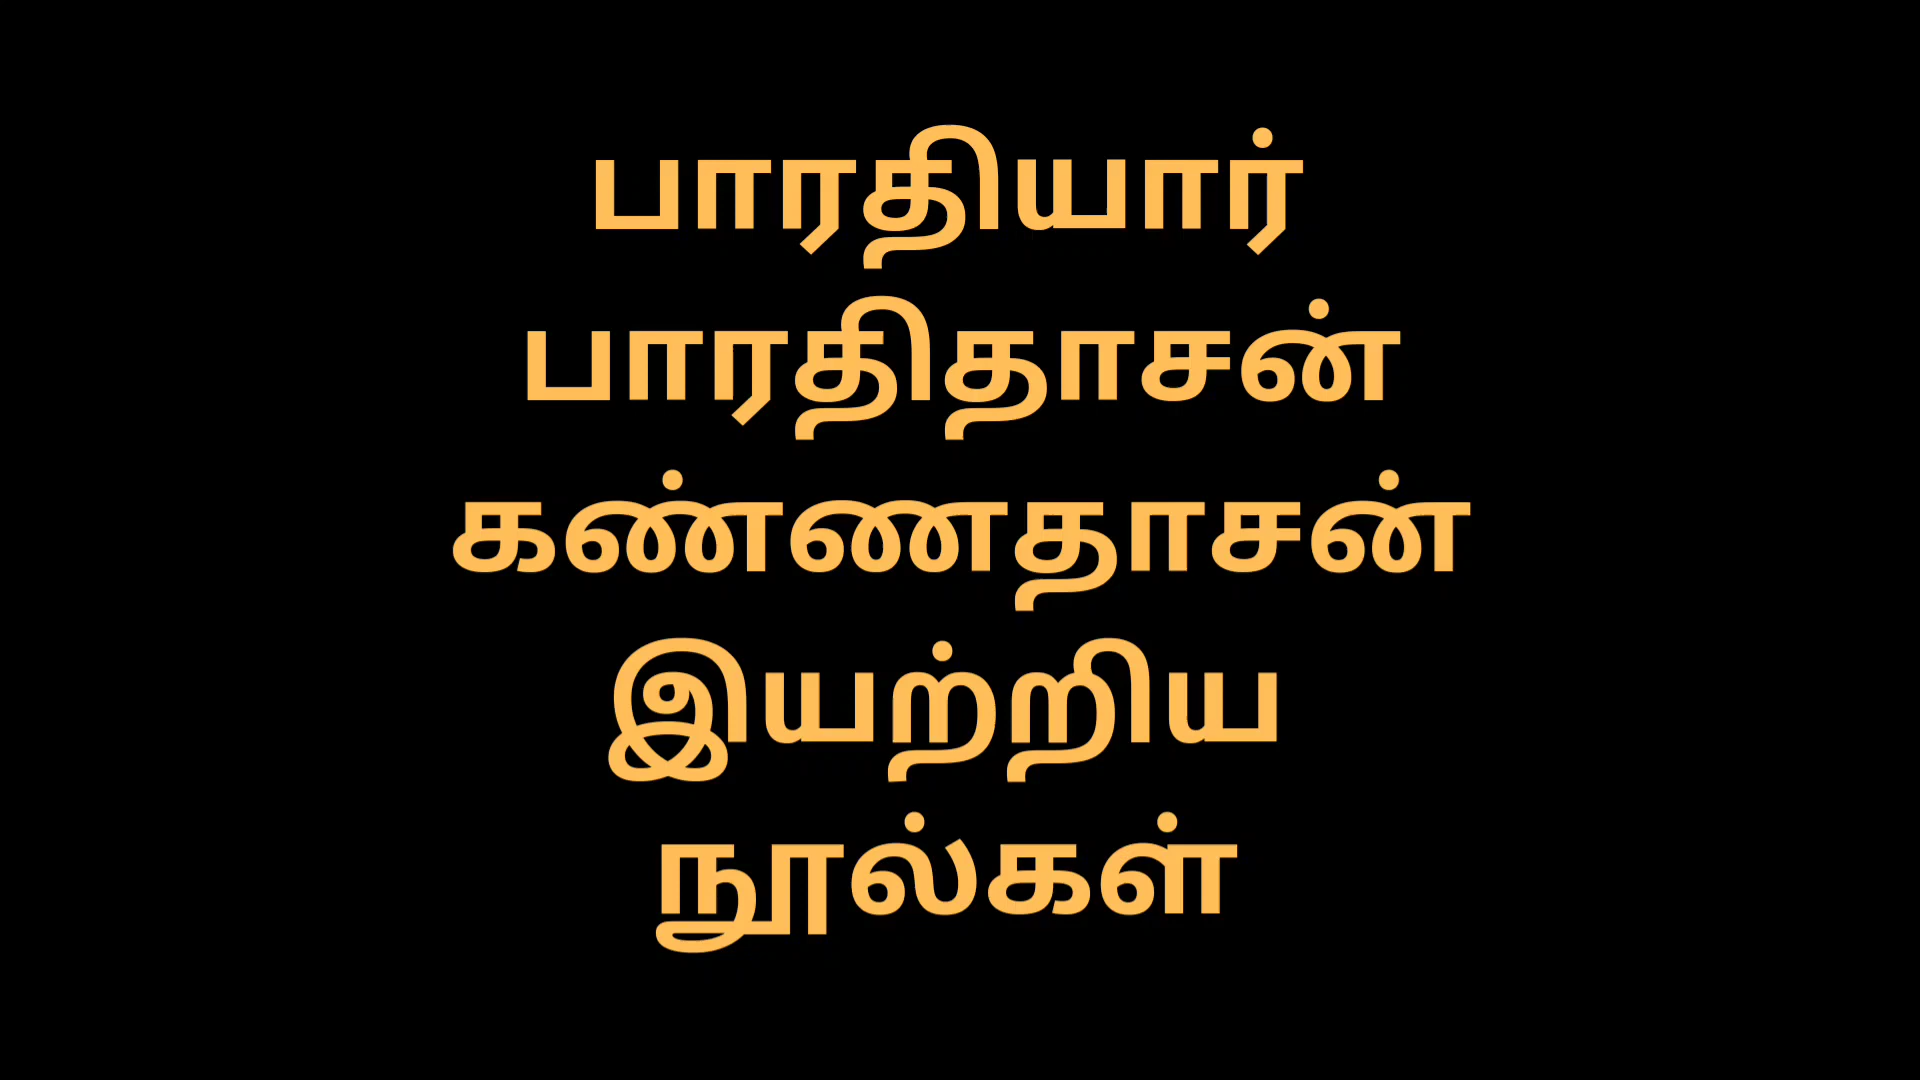 பாரதியார்
பாரதிதாசன்
கண்ணதாசன்
இயற்றிய
நூல்கள்